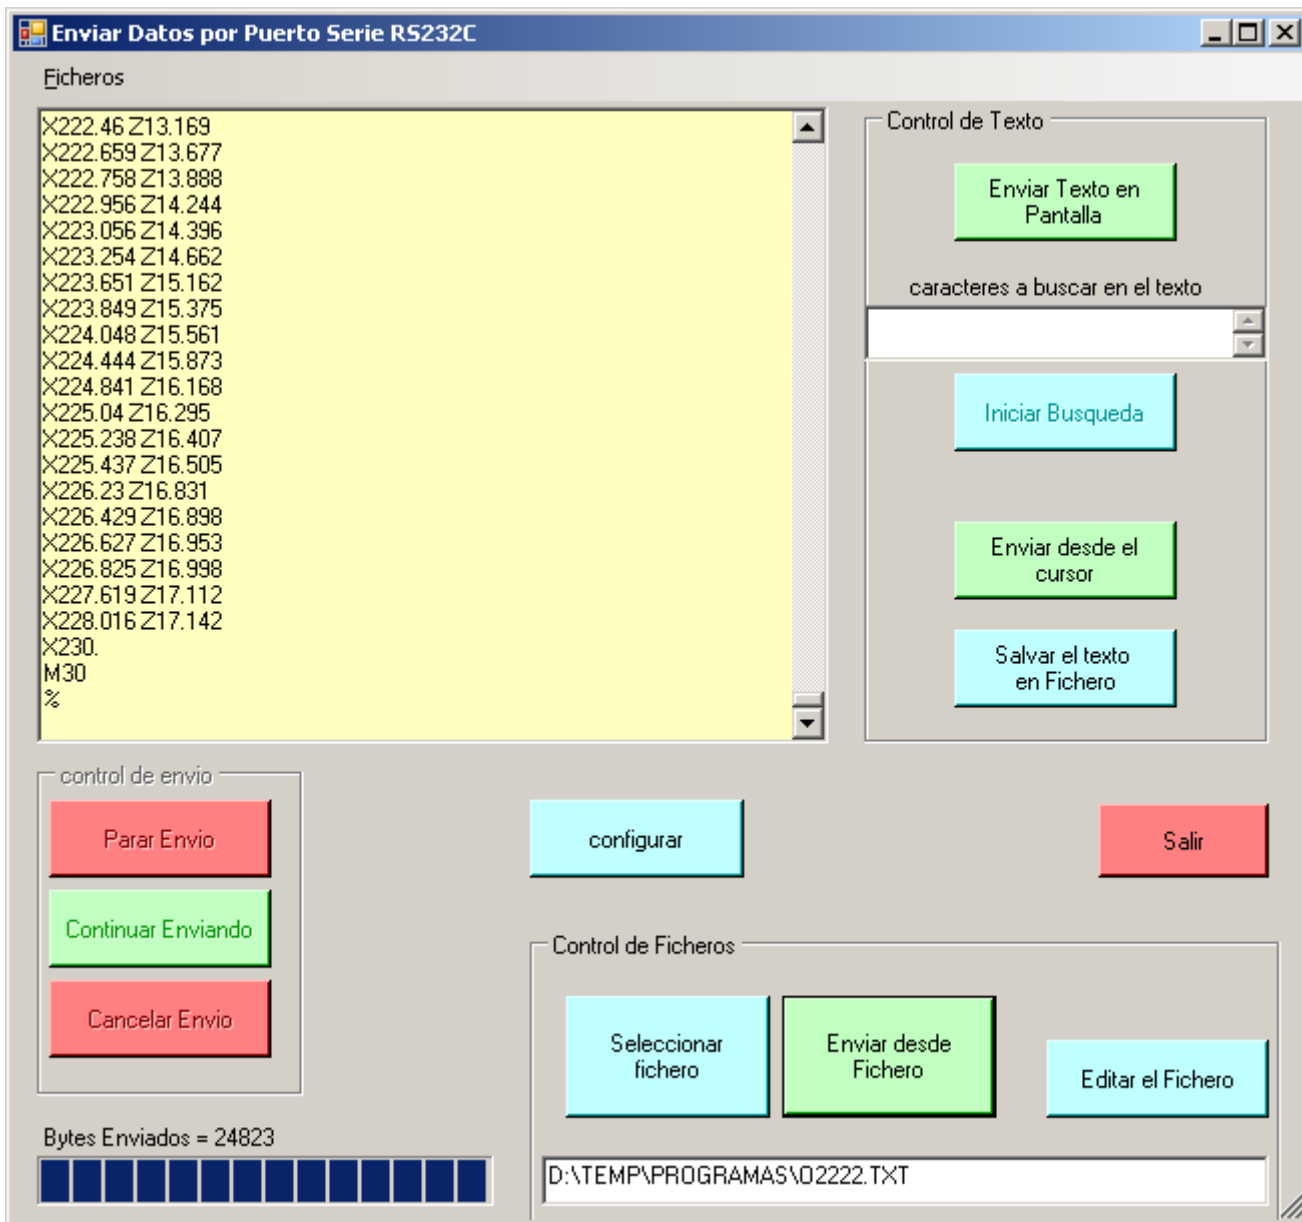 Enviar Datos por Puerto Serie RS232C
Ficheros
X222.46 Z13.169
X222.659 Z13.677
X222.758 Z13.888
X222.956 Z14.244
X223.056 Z14.396
X223.254 Z14.662
X223.651 Z15.162
X223.849 Z15.375
X224.048 Z15.561
X224.444 Z15.873
X224.841 Z16.168
X225.04 Z16.295
X225.238 Z16.407
X225.437 Z16.505
X226.23 Z16.831
X226.429 Z16.898
X226.627 Z16.953
X226.825 Z16.998
X227.619 Z17.112
X228.016 Z17.142
X230.
M30
%
Control de Texto
Enviar Texto en
Pantalla
caracteres a buscar en el texto
Iniciar Busqueda
Enviar desde el
cursor
Salvar el texto
en Fichero
control de envio
Parar Envio
Continuar Enviando
Cancelar Envio
configurar
Salir
Control de Ficheros
Seleccionar
fichero
Enviar desde
Fichero
Editar el Fichero
Bytes Enviados = 24823
D:\TEMP\PROGRAMAS\O2222.TXT